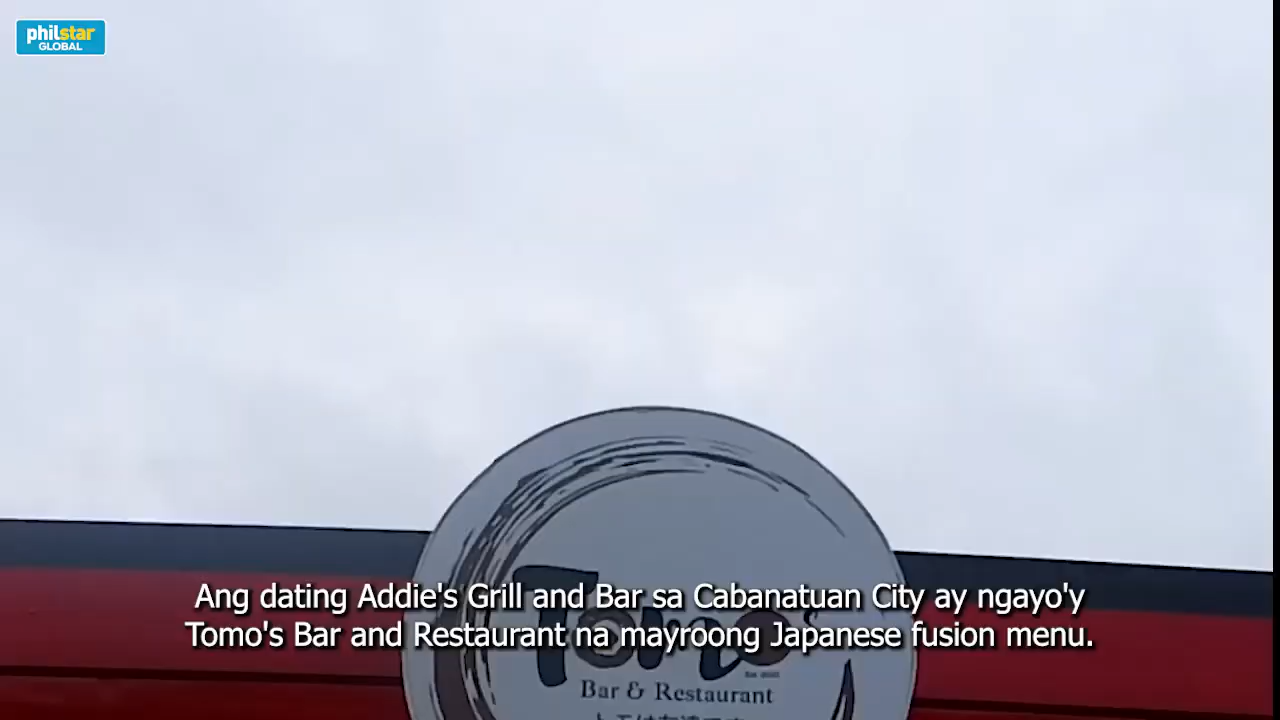 philstar
GLOBAL
Ang dating Addie's Grill and Bar sa Cabanatuan City ay ngayo'y
Tomo's Bar and Restaurant na mayroong Japanese fusion menu.
Tomo's
Bar & Restaurant